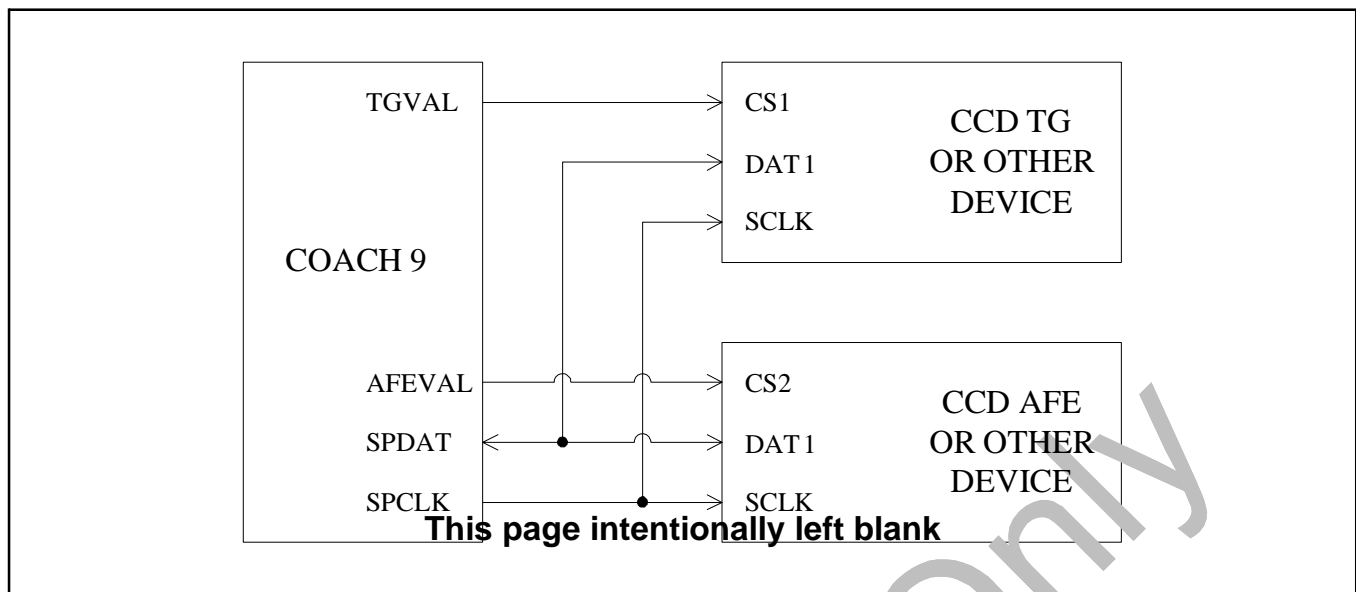 TGVAL
CS1
CCD TG
OR OTHER
DEVICE
DAT1
SCLK
COACH 9
AFEVAL
CS2
CCD AFE
OR OTHER
DEVICE
SPDAT
DAT1
SPCLK
SCLK
This page intentionally left blank
Only